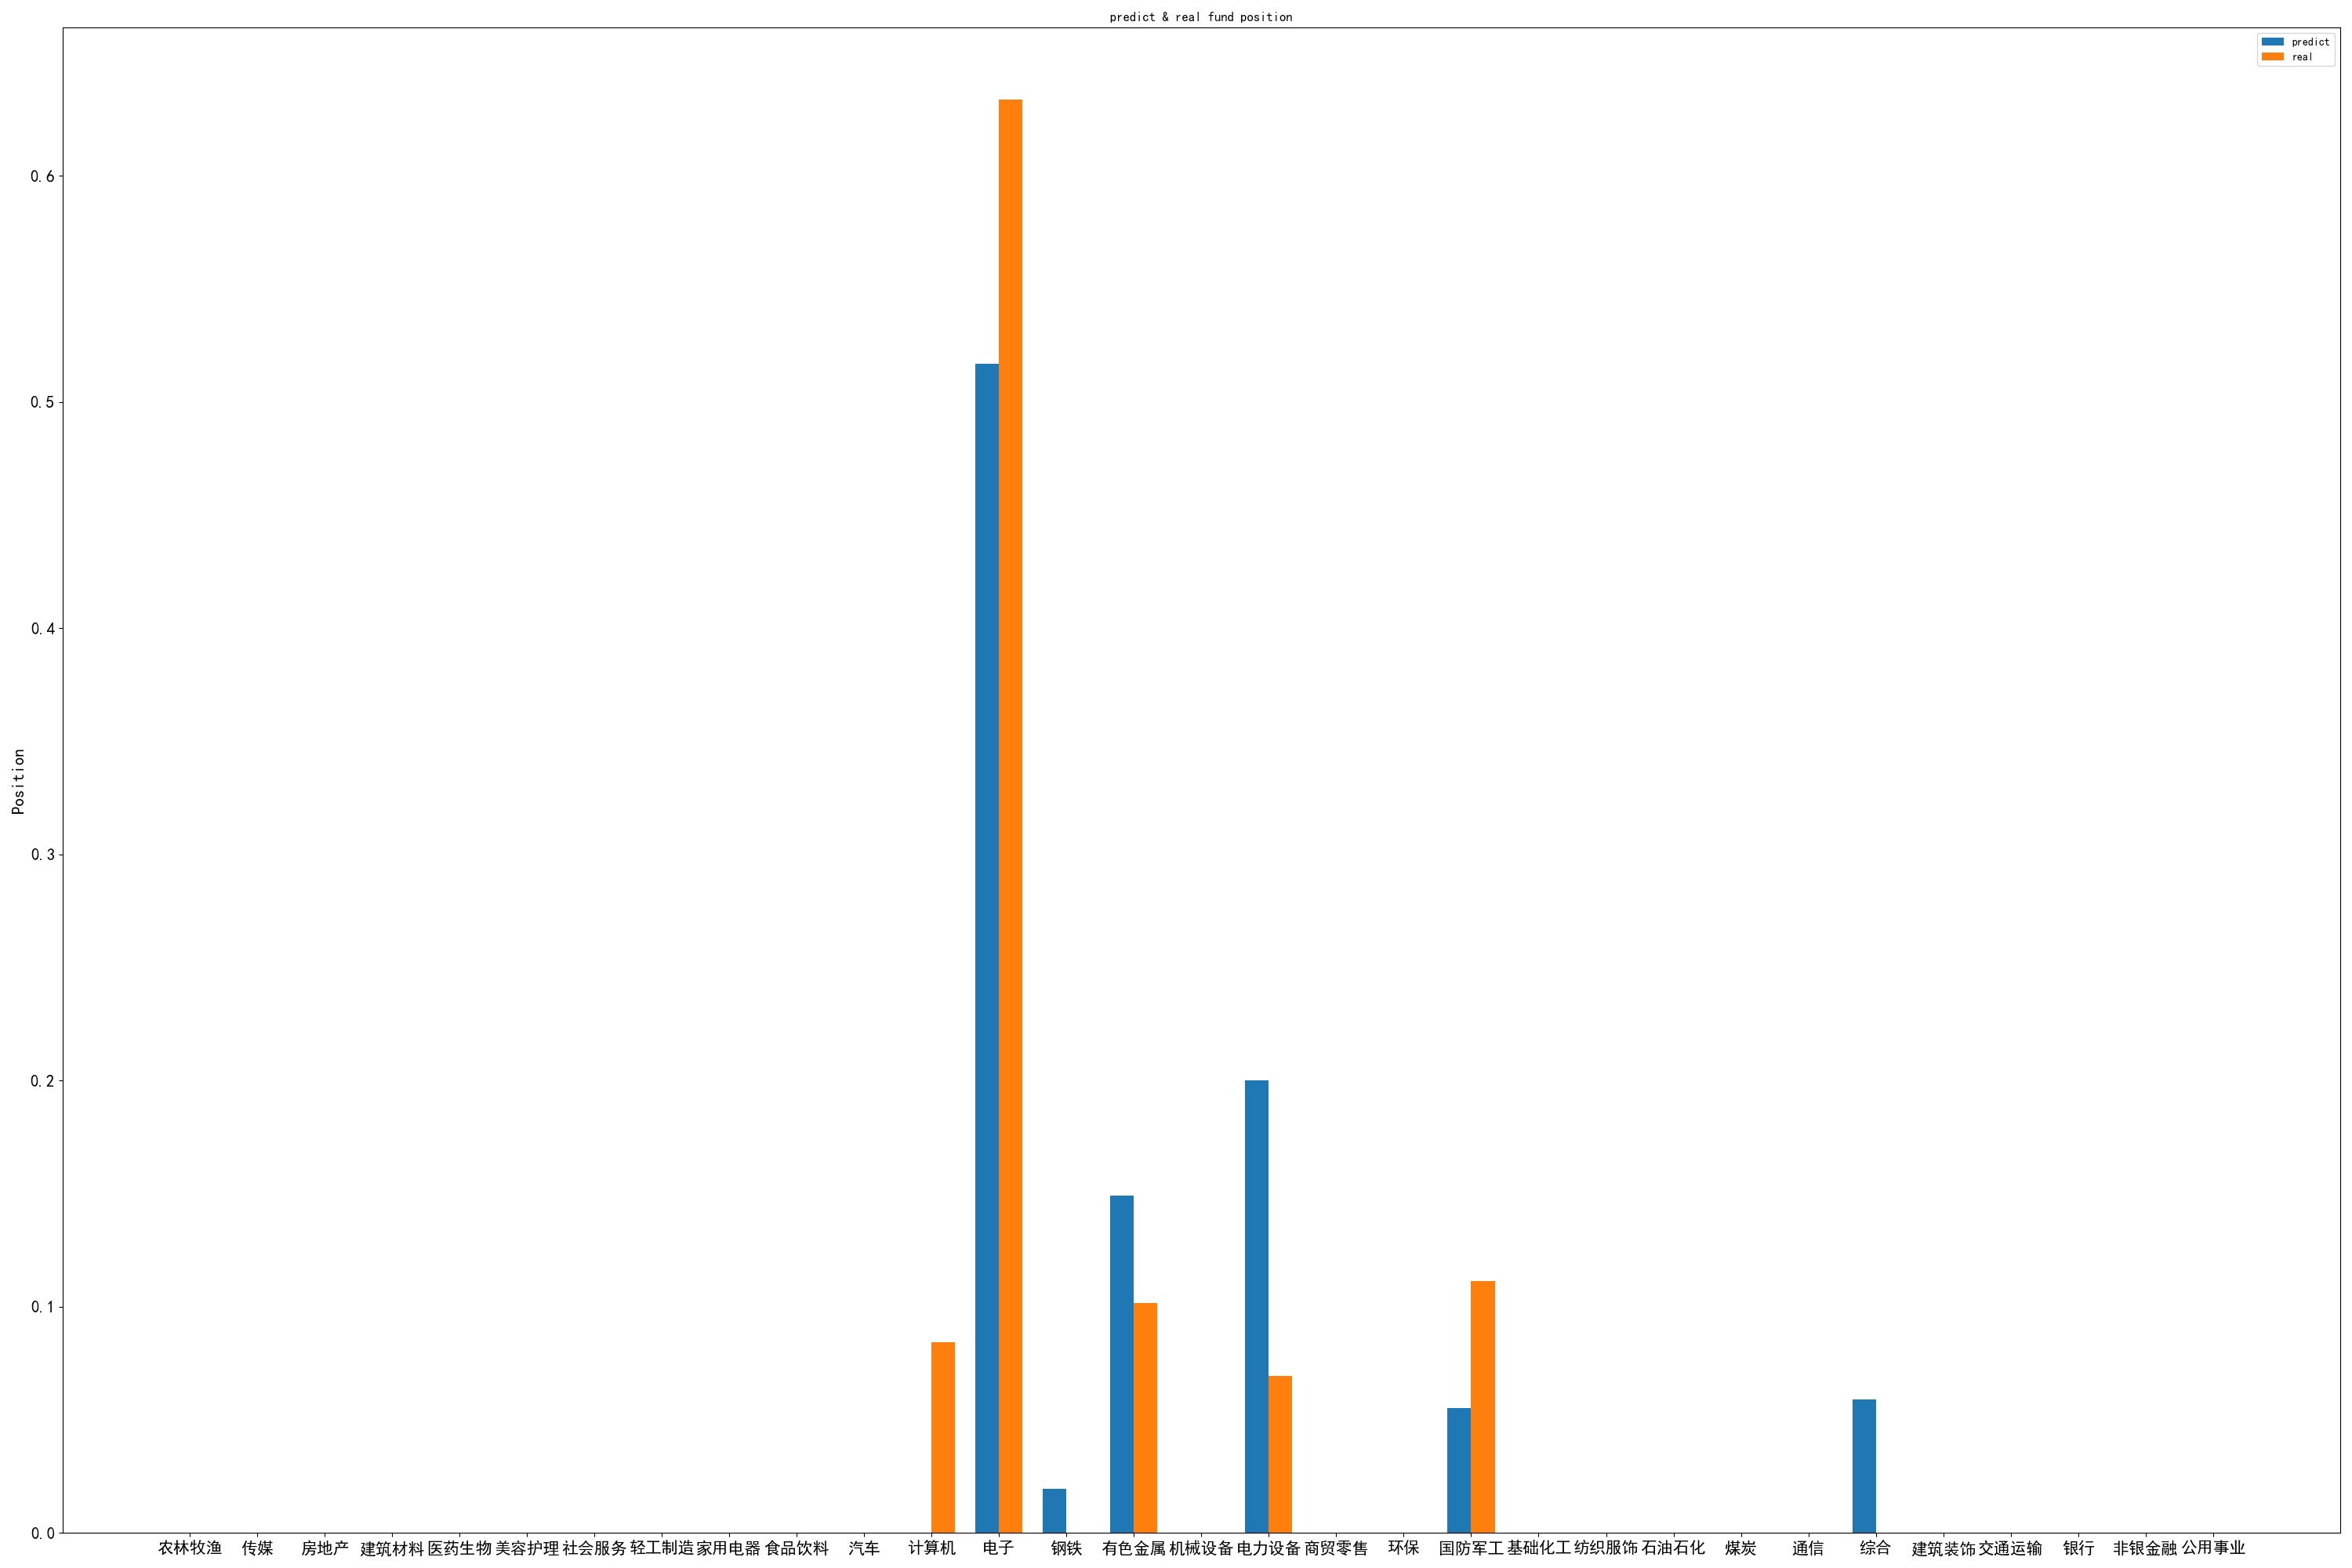 predict & real fund position
predict
real
0.6
0.5
0.4
0.3
0.2
0.1
0.0
Position
农林牧渔 传媒 房地产 建筑材料 医药生物 美容护理 社会服务 轻工制造 家用电器 食品饮料 汽车 计算机 电子 钢铁 有色金属 机械设备 电力设备 商贸零售 环保 国防军工 基础化工 纺织服饰 石油石化 煤炭 通信 综合 建筑装饰 交通运输 银行 非银金融 公用事业